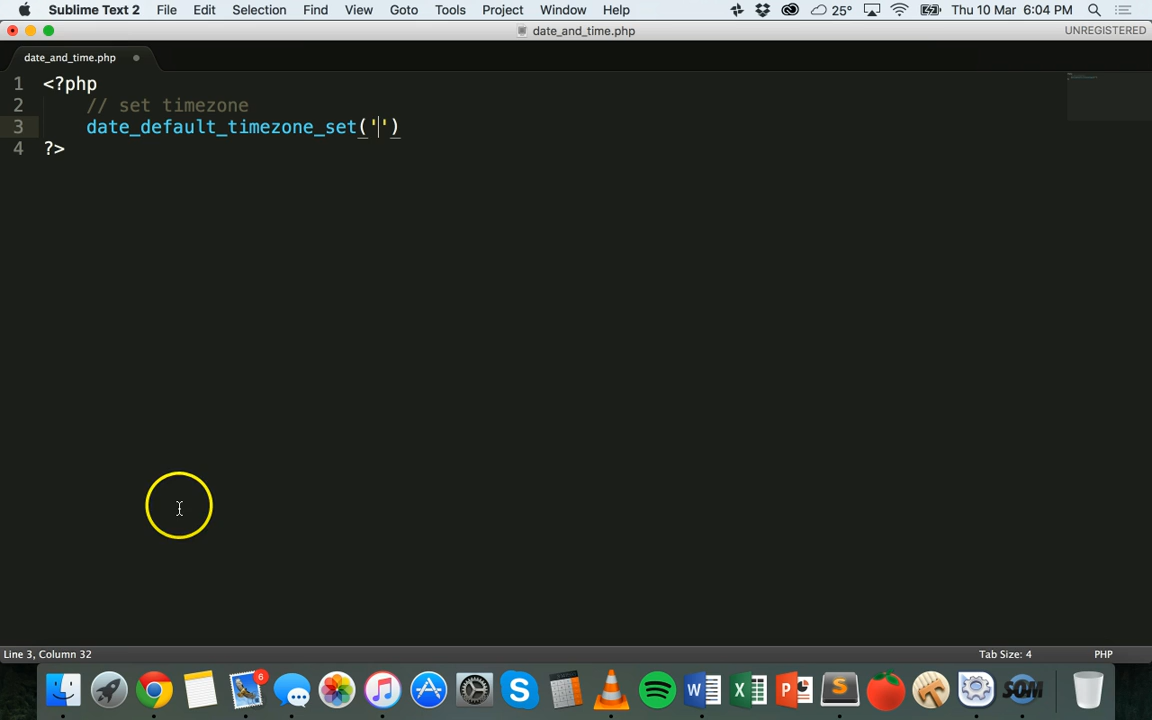 Sublime Text 2 File Edit Selection Find View Goto Tools Project Window Help 25° Thu 10 Mar 6:04 PM
date_and_time.php UNREGISTERED
date_and_time.php
1 <?php
2 // set timezone
3 date_default_timezone_set('')
4 ?>
Line 3, Column 32 Tab Size: 4 PHP
6 S W X P S SOM